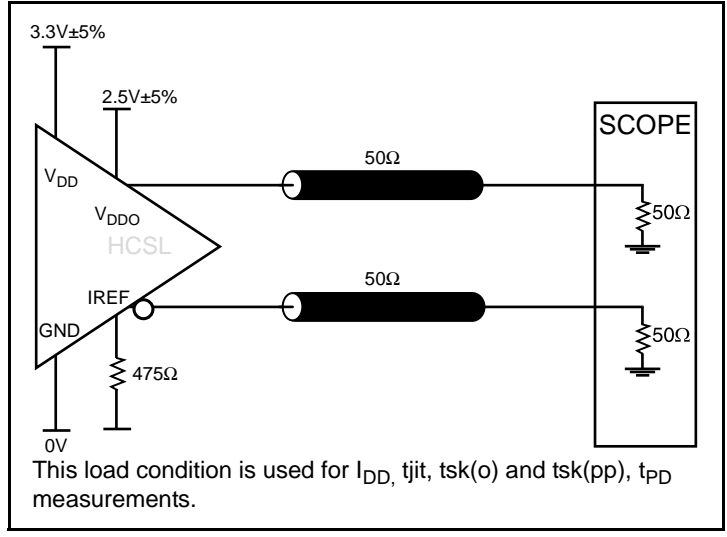 3.3V±5%
2.5V±5%
SCOPE
50Ω
V_DD
50Ω
V_DDO
HCSL
50Ω
IREF
GND
50Ω
475Ω
0V
This load condition is used for I_DD, tjit, tsk(o) and tsk(pp), t_PD
measurements.